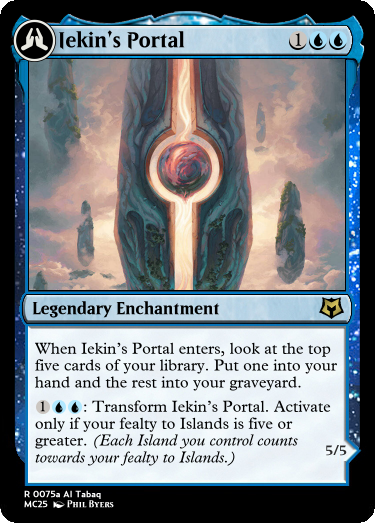 Iekin's Portal 1UU
Legendary Enchantment
When Iekin's Portal enters, look at the top
five cards of your library. Put one into your
hand and the rest into your graveyard.
1UU: Transform Iekin's Portal. Activate
only if your fealty to Islands is five or
greater. (Each Island you control counts
towards your fealty to Islands.)
5/5
R 0075a Al Tabaq
MC25 Phil Byers